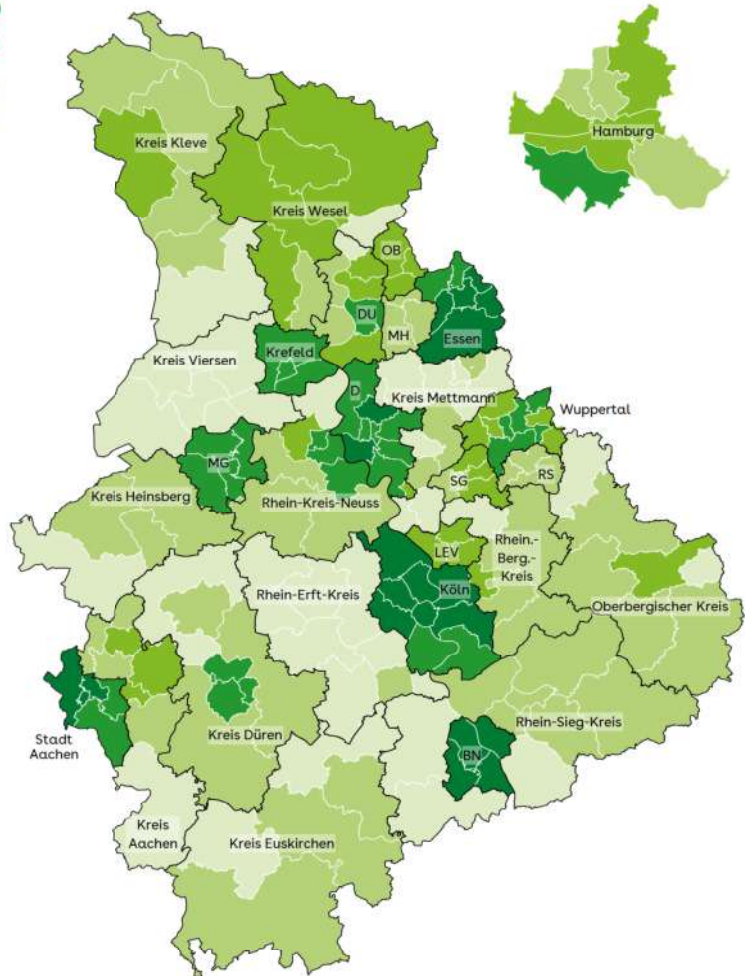 Hamburg
Kreis Kleve
Kreis Wesel
OB
DU
MH
Essen
Krefeld
Kreis Viersen
D
Kreis Mettmann
Wuppertal
MG
SG
RS
Kreis Heinsberg
Rhein-Kreis-Neuss
LEV
Rhein.-
Berg.-
Kreis
Köln
Rhein-Erft-Kreis
Oberbergischer Kreis
Rhein-Sieg-Kreis
Stadt
Aachen
Kreis Düren
BN
Kreis
Aachen
Kreis Euskirchen